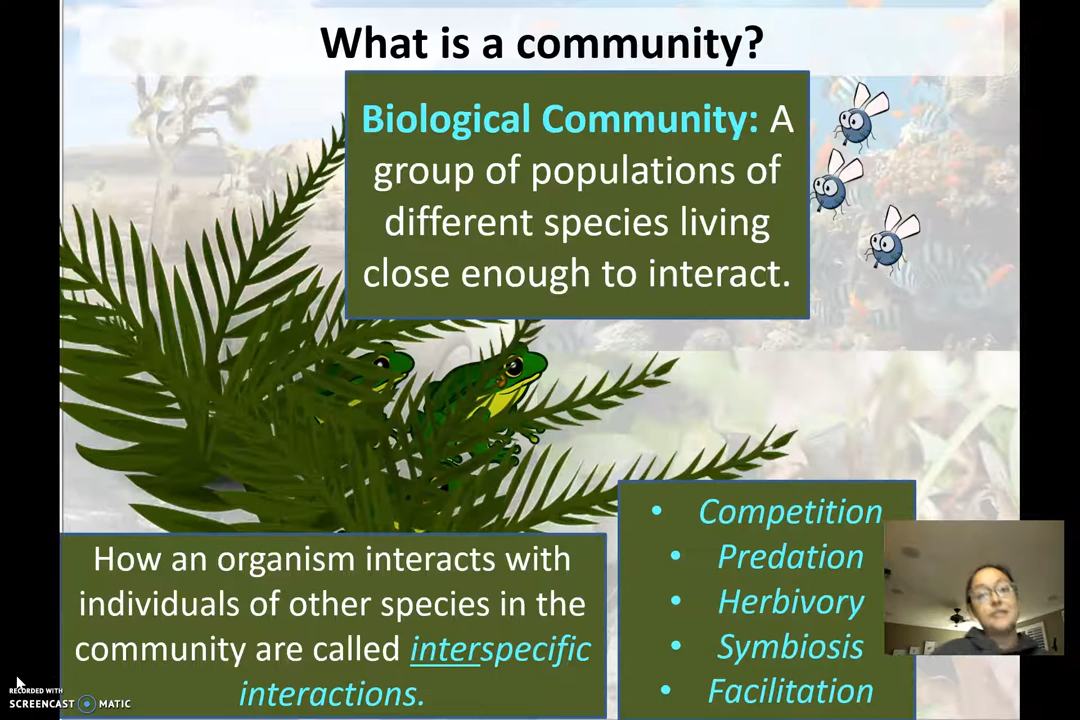 What is a community?
Biological Community: A
group of populations of
different species living
close enough to interact.
How an organism interacts with
individuals of other species in the
community are called interspecific
interactions.
• Competition
• Predation
• Herbivory
• Symbiosis
• Facilitation
RECORDED WITH
SCREENCAST MATIC